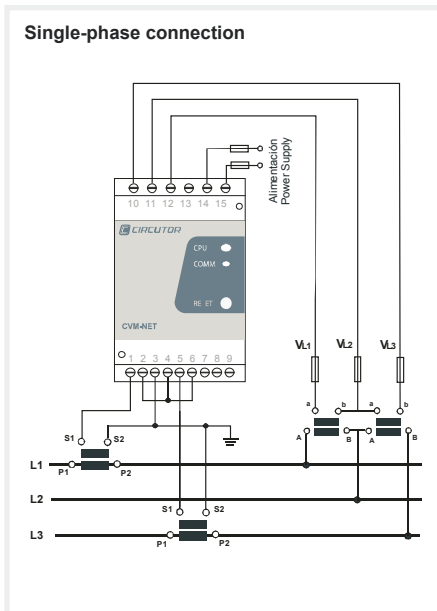 Single-phase connection
Alimentación
Power Supply
10 11 12 13 14 15
CIRCUTOR
CPU
COMM
RE ET
CVM-NET
1 2 3 4 5 6 7 8 9
VL1 VL2 VL3
a b a b
A B A B
S1 S2
L1
P1 P2
L2
S1 S2
L3
P1 P2